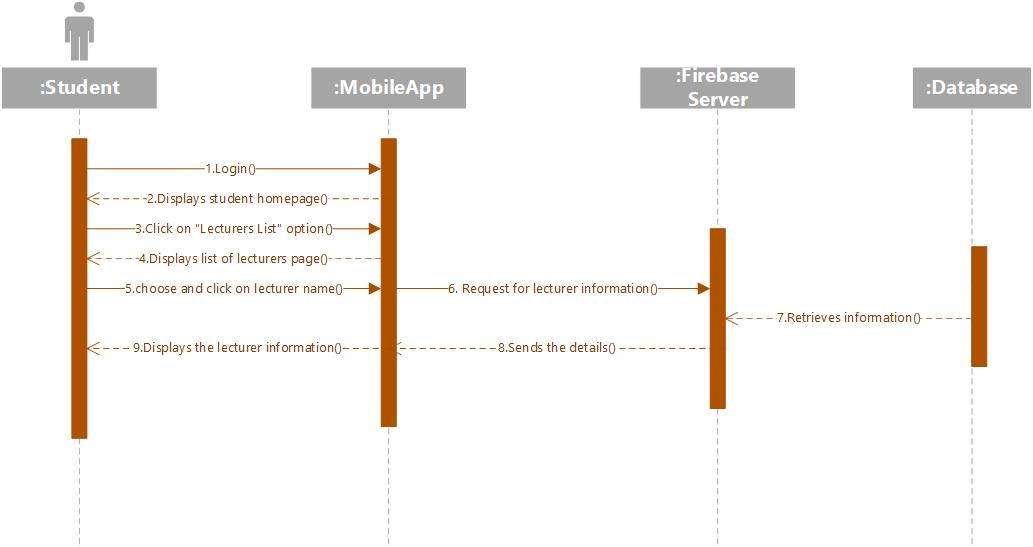 :Student
:MobileApp
:Firebase
Server
:Database
1.Login()
2.Displays student homepage()
3.Click on "Lecturers List" option()
4.Displays list of lecturers page()
5.choose and click on lecturer name()
6. Request for lecturer information()
7.Retrieves information()
9.Displays the lecturer information()
8.Sends the details()